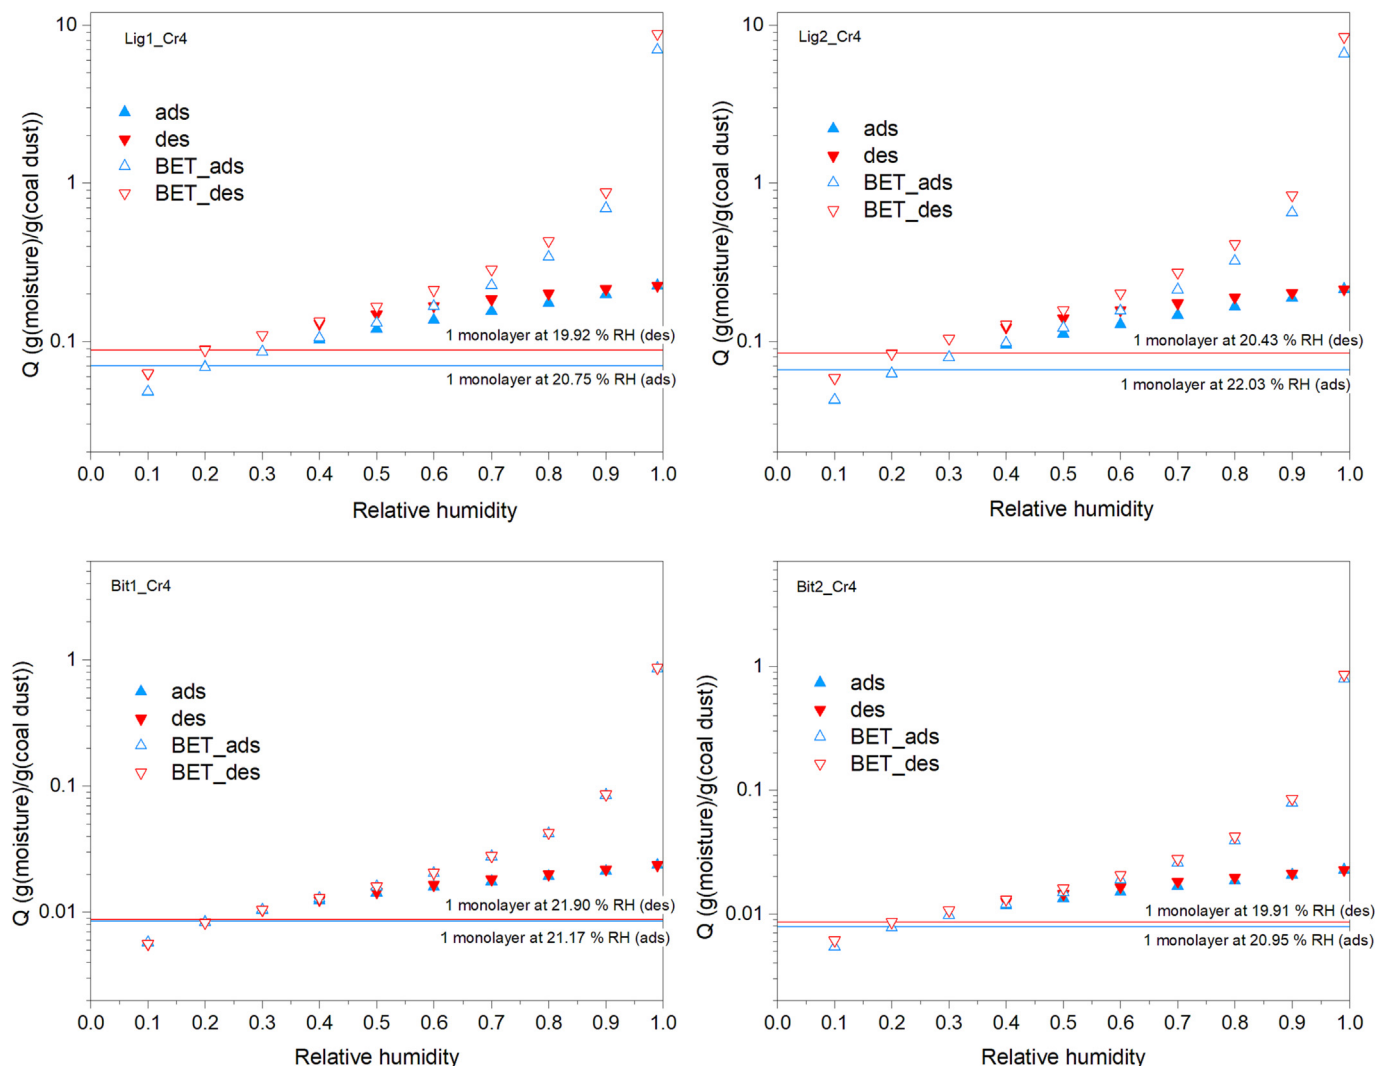 Lig1_Cr4
10
1
0.1
Q (g(moisture)/g(coal dust))
ads
des
BET_ads
BET_des
1 monolayer at 19.92 % RH (des)
1 monolayer at 20.75 % RH (ads)
0.0 0.1 0.2 0.3 0.4 0.5 0.6 0.7 0.8 0.9 1.0
Relative humidity
Lig2_Cr4
10
1
0.1
Q (g(moisture)/g(coal dust))
ads
des
BET_ads
BET_des
1 monolayer at 20.43 % RH (des)
1 monolayer at 22.03 % RH (ads)
0.0 0.1 0.2 0.3 0.4 0.5 0.6 0.7 0.8 0.9 1.0
Relative humidity
Bit1_Cr4
1
0.1
0.01
Q (g(moisture)/g(coal dust))
ads
des
BET_ads
BET_des
1 monolayer at 21.90 % RH (des)
1 monolayer at 21.17 % RH (ads)
0.0 0.1 0.2 0.3 0.4 0.5 0.6 0.7 0.8 0.9 1.0
Relative humidity
Bit2_Cr4
1
0.1
0.01
Q (g(moisture)/g(coal dust))
ads
des
BET_ads
BET_des
1 monolayer at 19.91 % RH (des)
1 monolayer at 20.95 % RH (ads)
0.0 0.1 0.2 0.3 0.4 0.5 0.6 0.7 0.8 0.9 1.0
Relative humidity